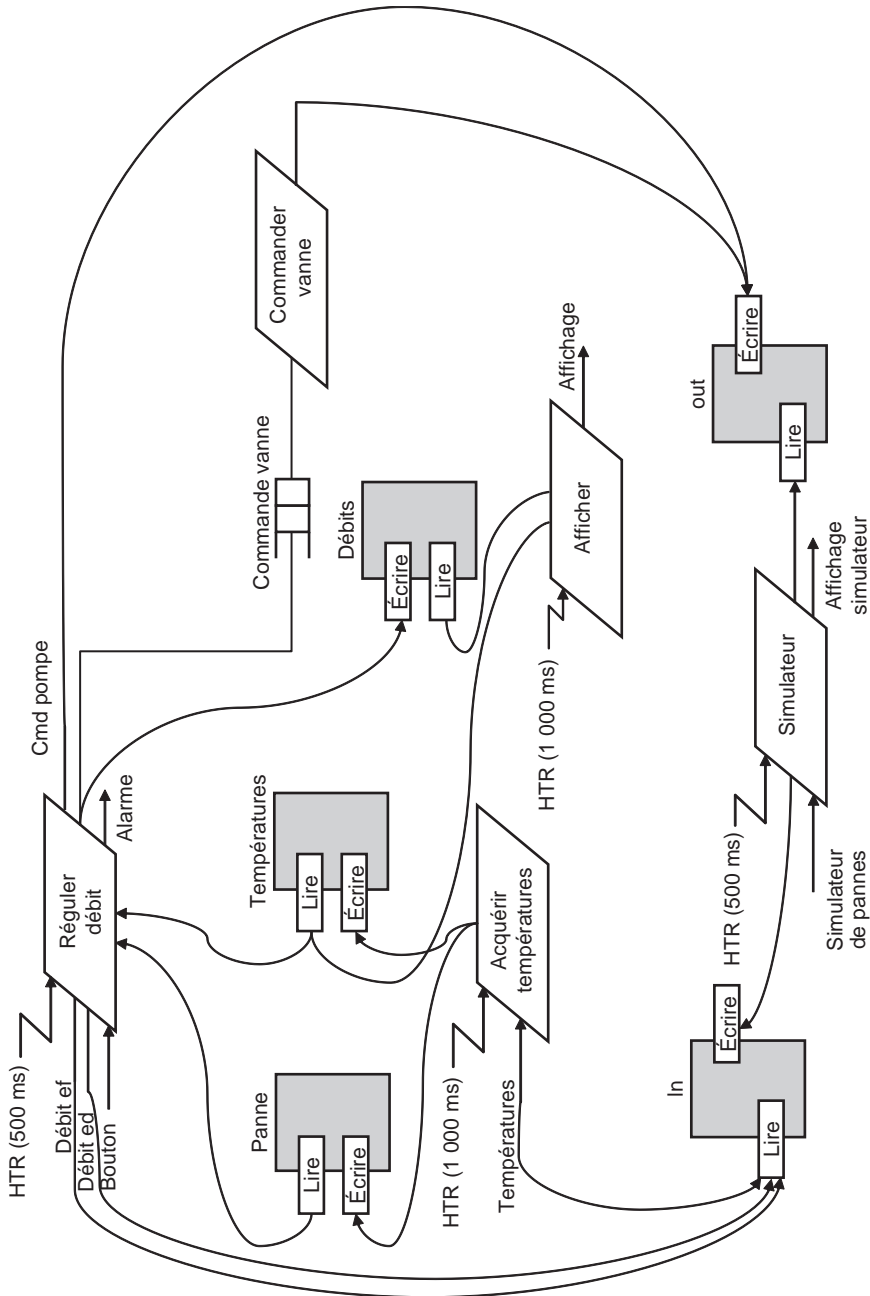 HTR (500 ms)
Débit ef
Débit ed
Bouton
Réguler
débit
Alarme
Cmd pompe
Panne
Lire
Écrire
Températures
Lire
Écrire
Débits
Écrire
Lire
Commande vanne
Commander
vanne
HTR (1 000 ms)
Températures
Acquérir
températures
HTR (1 000 ms)
Afficher
Affichage
In
Lire
Écrire
HTR (500 ms)
Simulateur
de pannes
Simulateur
Affichage
simulateur
out
Lire
Écrire